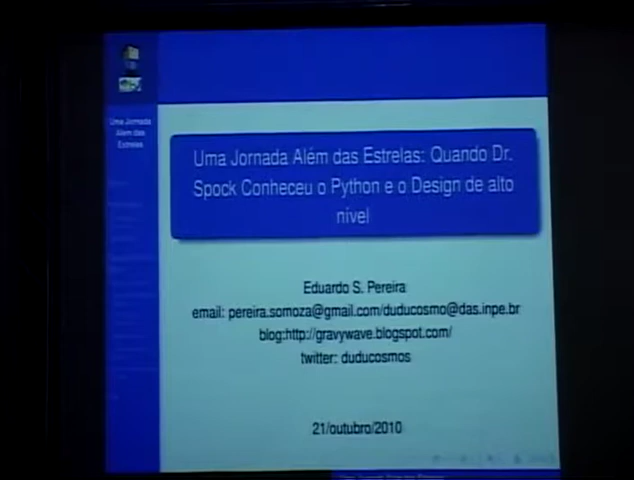 Uma Jornada
Além das
Estrelas
Uma Jornada Além das Estrelas: Quando Dr.
Spock Conheceu o Python e o Design de alto
nível
Eduardo S. Pereira
email: pereira.somoza@gmail.com/duducosmo@das.inpe.br
blog:http://gravywave.blogspot.com/
twitter: duducosmos
21/outubro/2010